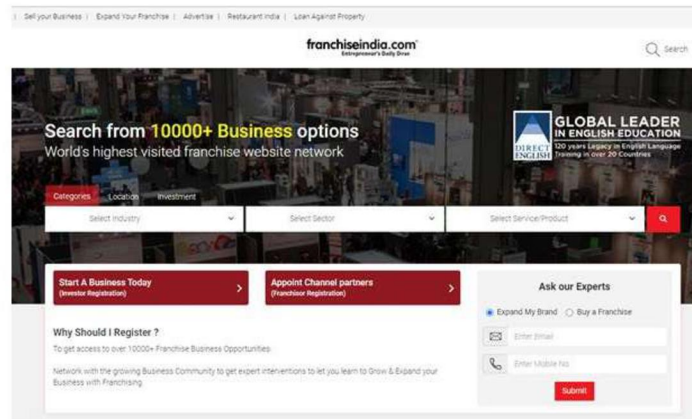 | Sell your Business | Expand Your Franchise | Advertise | Restaurant India | Loan Against Property
franchiseindia.com
Entrepreneur's Daily Dose
Search
Search from 10000+ Business options
World's highest visited franchise website network
DIRECT
ENGLISH
GLOBAL LEADER
IN ENGLISH EDUCATION
120 years Legacy in English Language
Training in over 20 Countries
Categories Location Investment
Select Industry Select Sector Select Service/Product
Start A Business Today
(Investor Registration)
Appoint Channel partners
(Franchisor Registration)
Ask our Experts
Expand My Brand Buy a Franchise
Enter Email
Enter Mobile No.
Submit
Why Should I Register ?
To get access to over 10000+ Franchise Business Opportunities
Network with the growing Business Community to get expert interventions to let you learn to Grow & Expand your
Business with Franchising